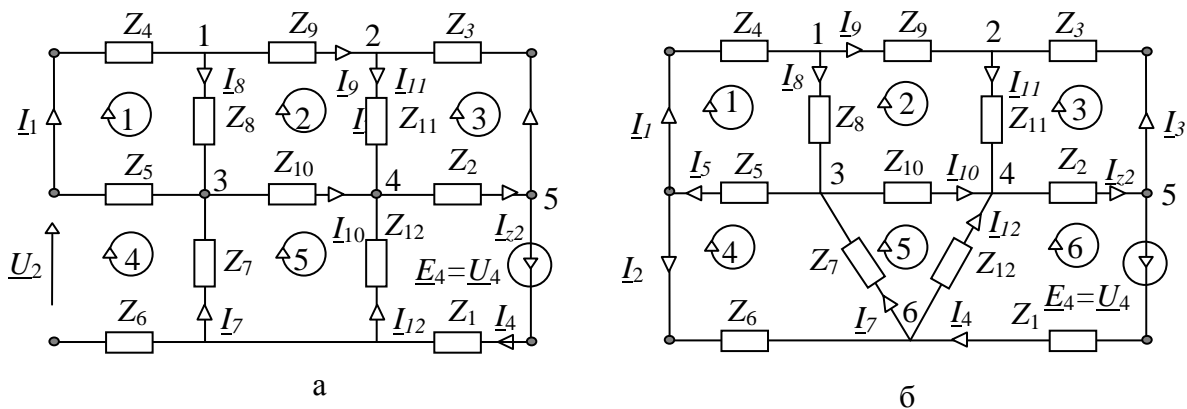 Z4 1 Z9 2 Z3
I8 I9 I11
I1 1 Z8 2 I Z11 3
Z5 3 Z10 4 Z2 5
I10 Z12 Iz2
U2 4 Z7 5 E4=U4
Z6 I7 I12 Z1 I4
а
Z4 1 I9 Z9 2 Z3
I8 I11
I1 1 Z8 2 Z11 3 I3
I5 Z5 3 Z10 I10 4 Z2 Iz2 5
I2 4 Z7 5 I12 Z12 6
Z6 I7 6 I4 Z1 E4=U4
б